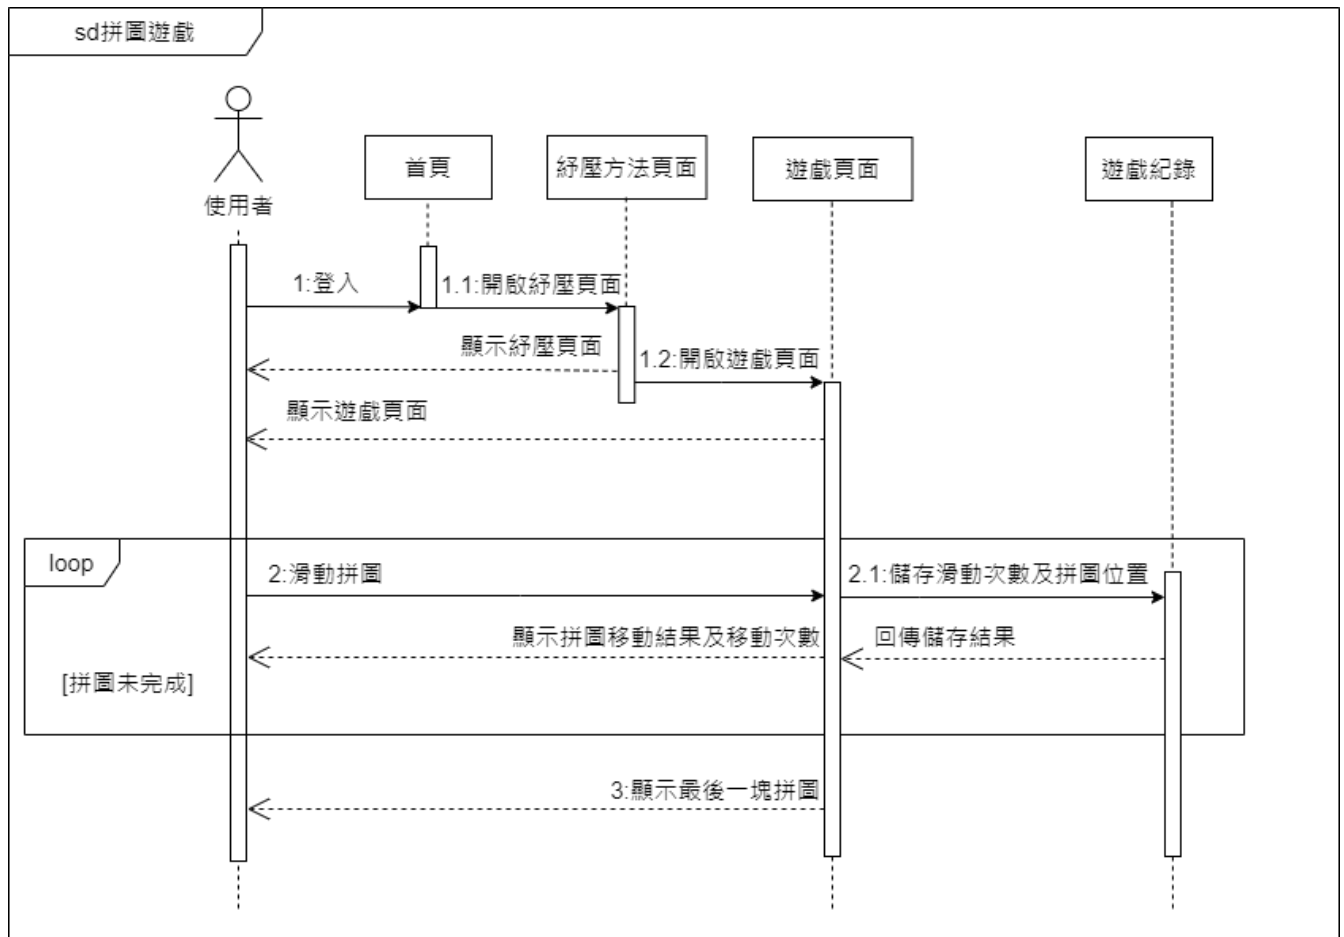 sd拼圖遊戲
使用者
首頁
紓壓方法頁面
遊戲頁面
遊戲紀錄
1:登入
1.1:開啟紓壓頁面
顯示紓壓頁面
1.2:開啟遊戲頁面
顯示遊戲頁面
loop
2:滑動拼圖
2.1:儲存滑動次數及拼圖位置
顯示拼圖移動結果及移動次數
回傳儲存結果
[拼圖未完成]
3:顯示最後一塊拼圖